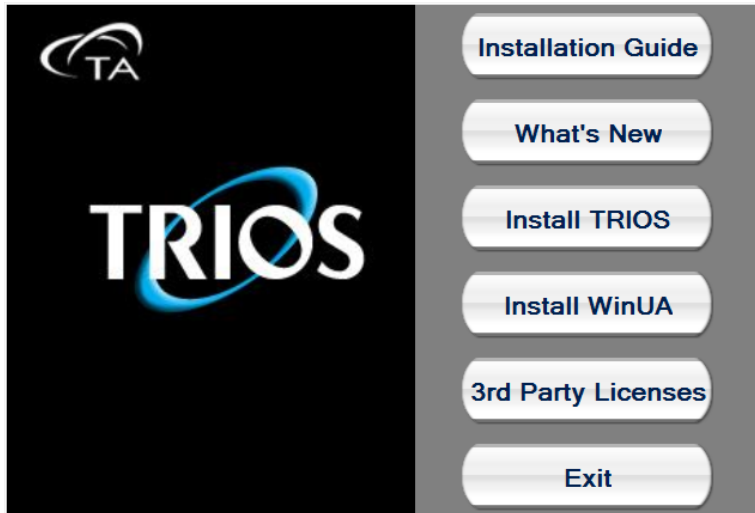 TA
TRIOS
Installation Guide
What's New
Install TRIOS
Install WinUA
3rd Party Licenses
Exit